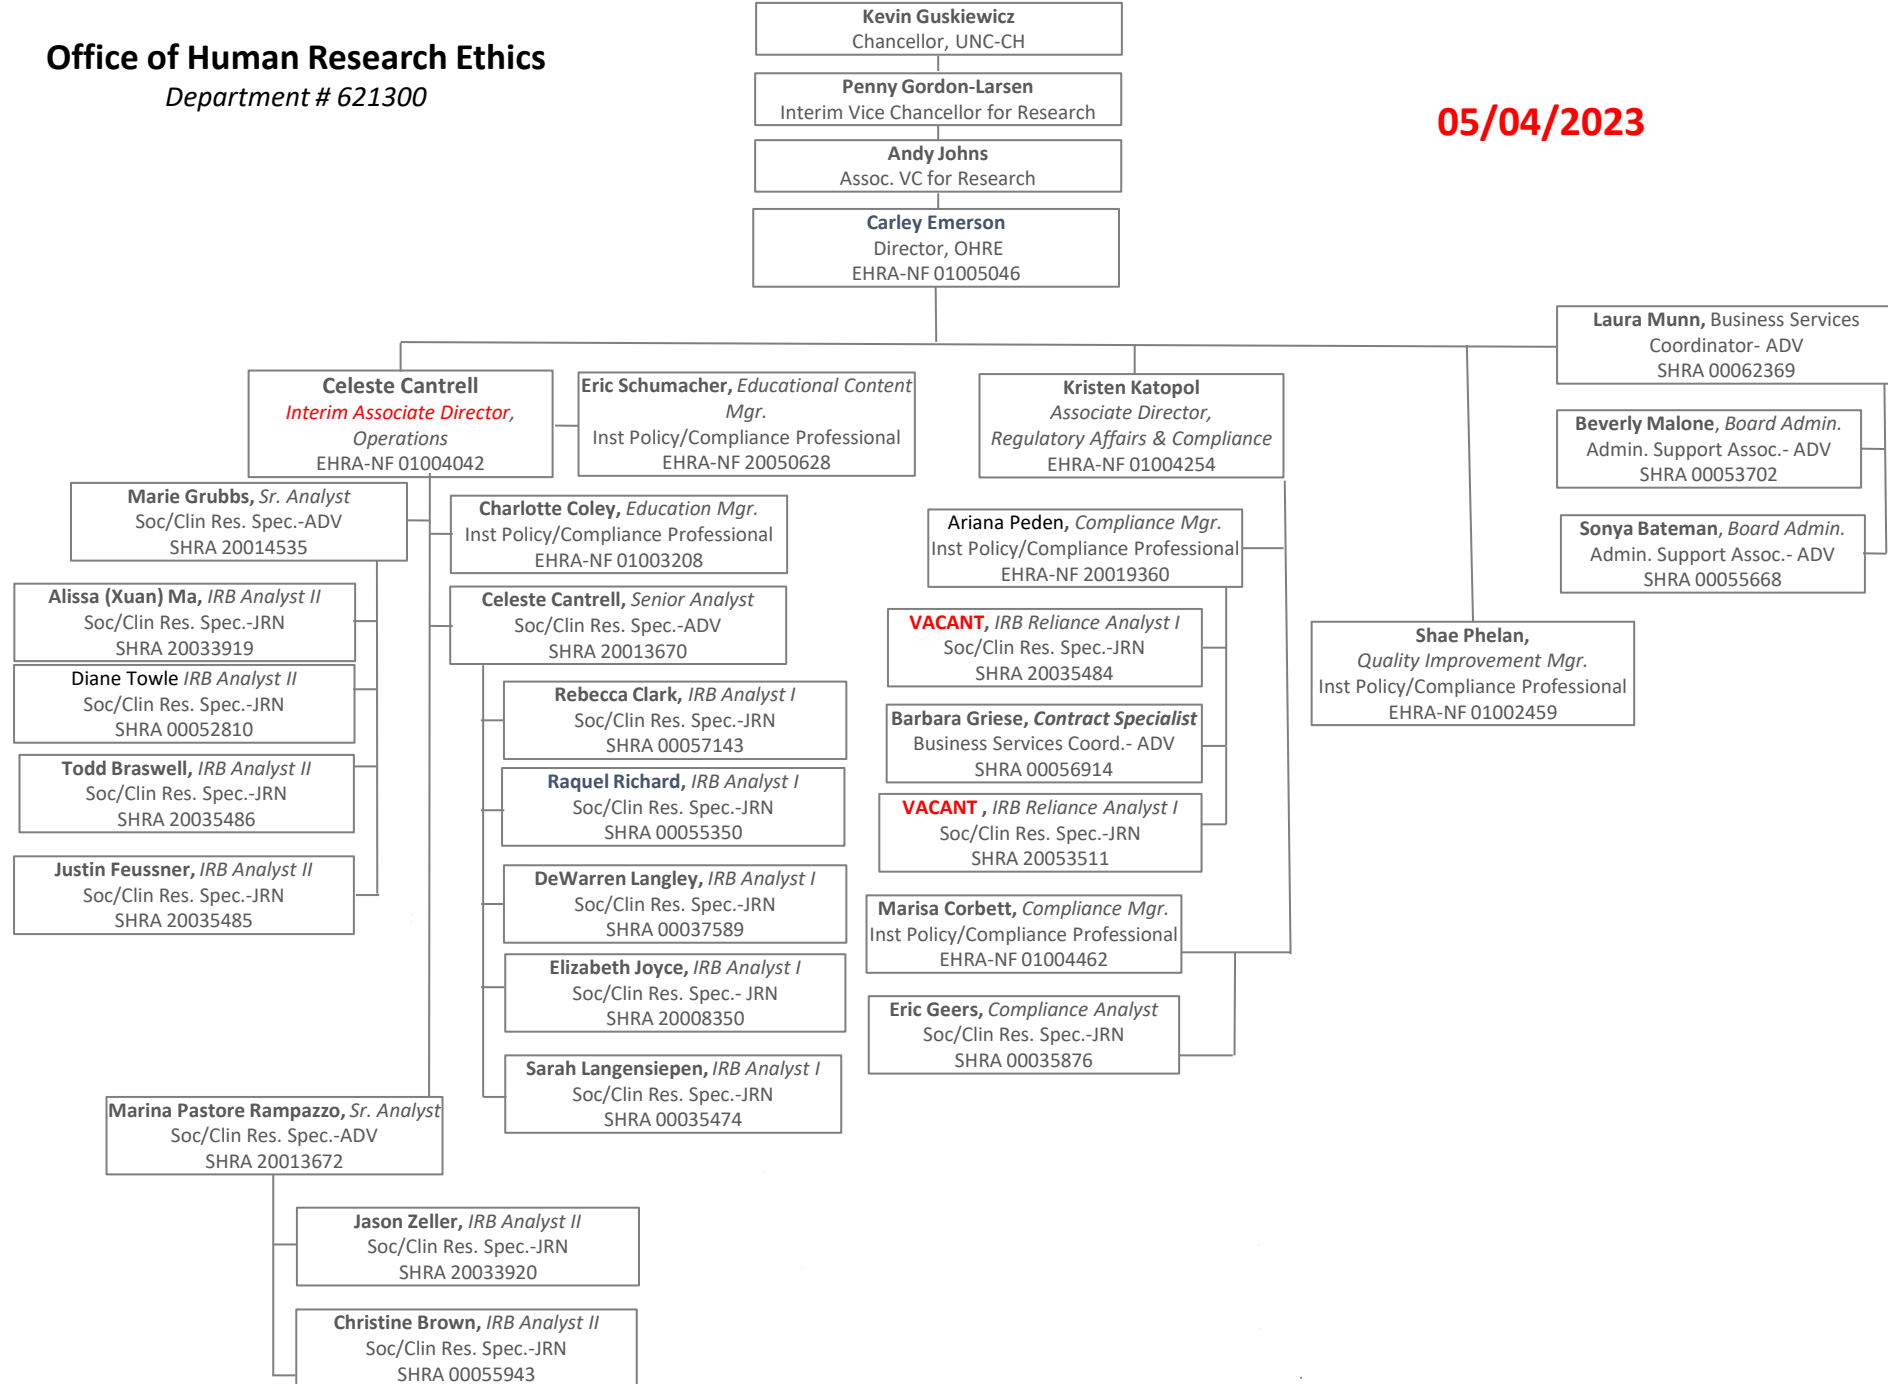 Office of Human Research Ethics
Department # 621300
05/04/2023
Kevin Guskiewicz
Chancellor, UNC-CH
Penny Gordon-Larsen
Interim Vice Chancellor for Research
Andy Johns
Assoc. VC for Research
Carley Emerson
Director, OHRE
EHRA-NF 01005046
Celeste Cantrell
Interim Associate Director,
Operations
EHRA-NF 01004042
Eric Schumacher, Educational Content
Mgr.
Inst Policy/Compliance Professional
EHRA-NF 20050628
Marie Grubbs, Sr. Analyst
Soc/Clin Res. Spec.-ADV
SHRA 20014535
Alissa (Xuan) Ma, IRB Analyst II
Soc/Clin Res. Spec.-JRN
SHRA 20033919
Diane Towle IRB Analyst II
Soc/Clin Res. Spec.-JRN
SHRA 00052810
Todd Braswell, IRB Analyst II
Soc/Clin Res. Spec.-JRN
SHRA 20035486
Justin Feussner, IRB Analyst II
Soc/Clin Res. Spec.-JRN
SHRA 20035485
Charlotte Coley, Education Mgr.
Inst Policy/Compliance Professional
EHRA-NF 01003208
Celeste Cantrell, Senior Analyst
Soc/Clin Res. Spec.-ADV
SHRA 20013670
Rebecca Clark, IRB Analyst I
Soc/Clin Res. Spec.-JRN
SHRA 00057143
Raquel Richard, IRB Analyst I
Soc/Clin Res. Spec.-JRN
SHRA 00055350
DeWarren Langley, IRB Analyst I
Soc/Clin Res. Spec.-JRN
SHRA 00037589
Elizabeth Joyce, IRB Analyst I
Soc/Clin Res. Spec.- JRN
SHRA 20008350
Sarah Langensiepen, IRB Analyst I
Soc/Clin Res. Spec.-JRN
SHRA 00035474
Marina Pastore Rampazzo, Sr. Analyst
Soc/Clin Res. Spec.-ADV
SHRA 20013672
Jason Zeller, IRB Analyst II
Soc/Clin Res. Spec.-JRN
SHRA 20033920
Christine Brown, IRB Analyst II
Soc/Clin Res. Spec.-JRN
SHRA 00055943
Kristen Katopol
Associate Director,
Regulatory Affairs & Compliance
EHRA-NF 01004254
Ariana Peden, Compliance Mgr.
Inst Policy/Compliance Professional
EHRA-NF 20019360
VACANT, IRB Reliance Analyst I
Soc/Clin Res. Spec.-JRN
SHRA 20035484
Barbara Griese, Contract Specialist
Business Services Coord.- ADV
SHRA 00056914
VACANT , IRB Reliance Analyst I
Soc/Clin Res. Spec.-JRN
SHRA 20053511
Marisa Corbett, Compliance Mgr.
Inst Policy/Compliance Professional
EHRA-NF 01004462
Eric Geers, Compliance Analyst
Soc/Clin Res. Spec.-JRN
SHRA 00035876
Shae Phelan,
Quality Improvement Mgr.
Inst Policy/Compliance Professional
EHRA-NF 01002459
Laura Munn, Business Services
Coordinator- ADV
SHRA 00062369
Beverly Malone, Board Admin.
Admin. Support Assoc.- ADV
SHRA 00053702
Sonya Bateman, Board Admin.
Admin. Support Assoc.- ADV
SHRA 00055668